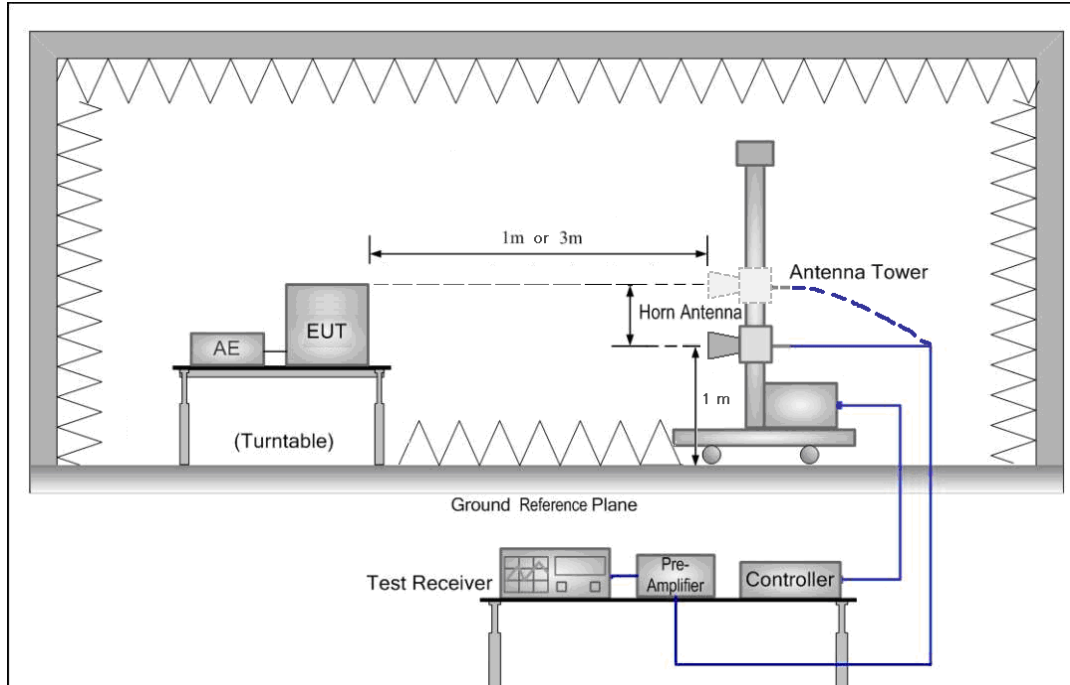 1m or 3m
Antenna Tower
Horn Antenna
EUT
AE
1 m
(Turntable)
Ground Reference Plane
Test Receiver
Pre-
Amplifier
Controller